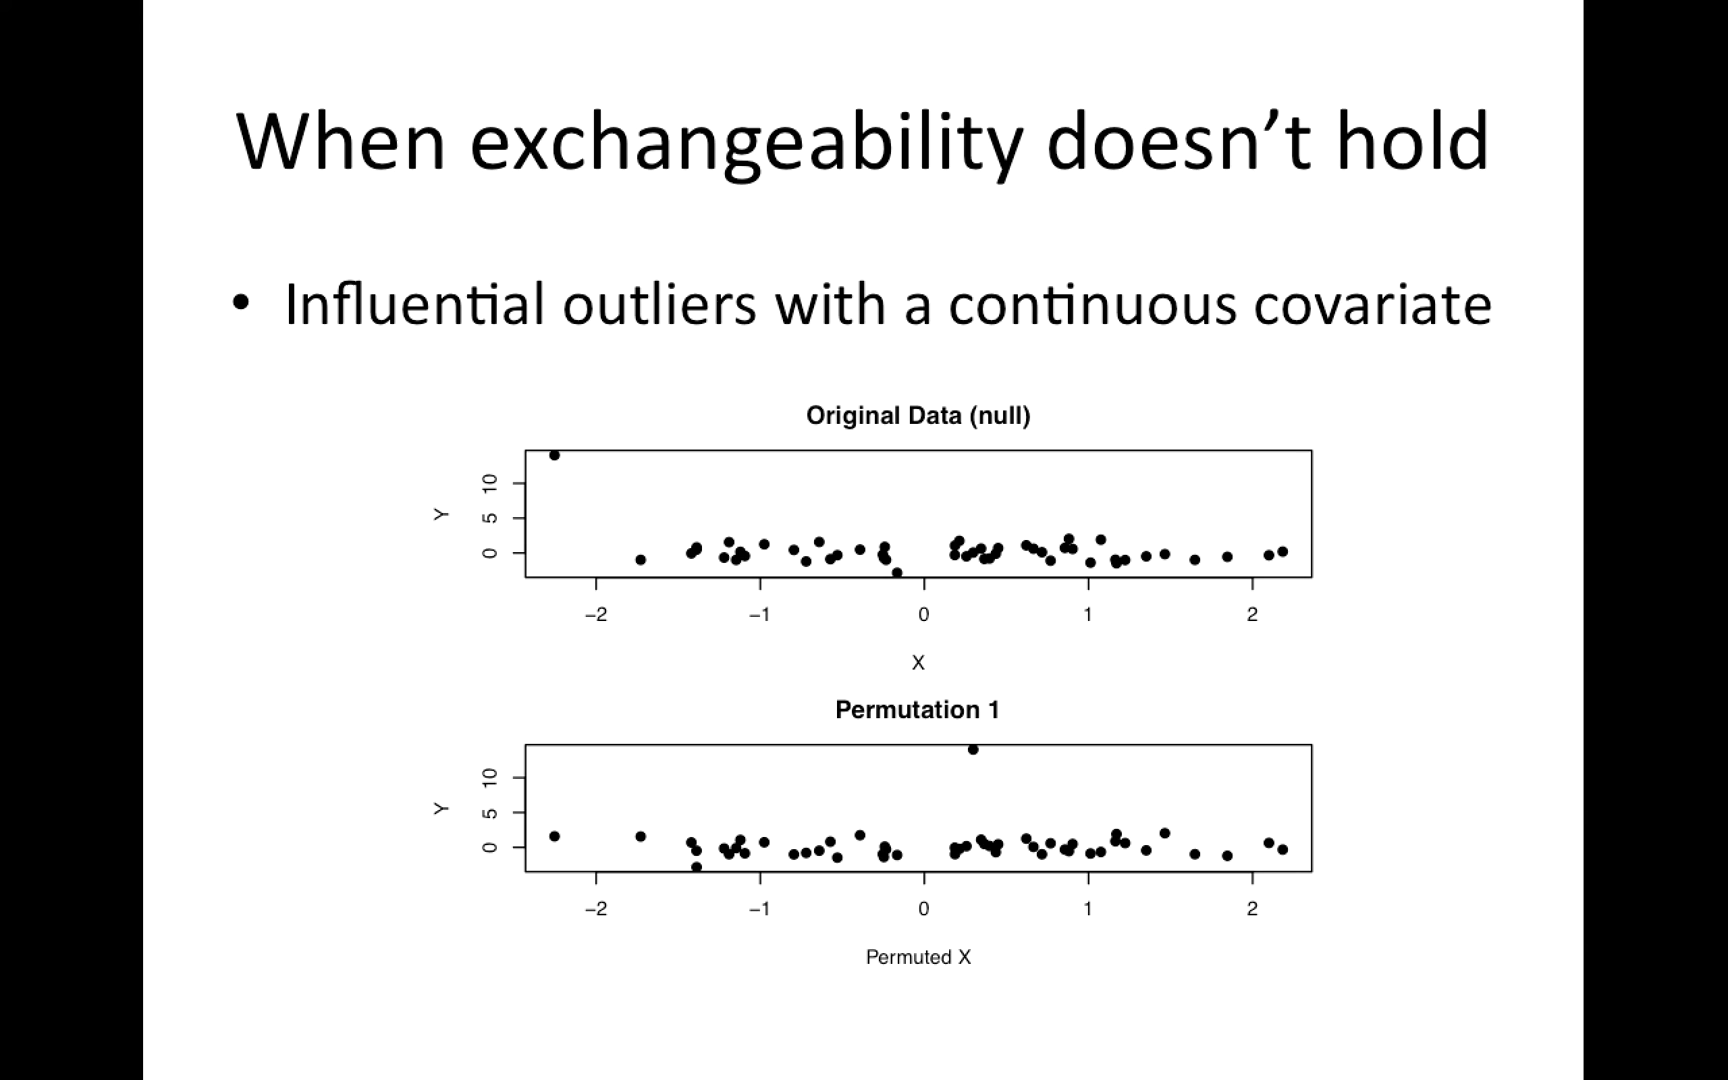 When exchangeability doesn’t hold
• Influential outliers with a continuous covariate
Original Data (null)
Y
10
5
0
−2 −1 0 1 2
X
Permutation 1
Y
10
5
0
−2 −1 0 1 2
Permuted X